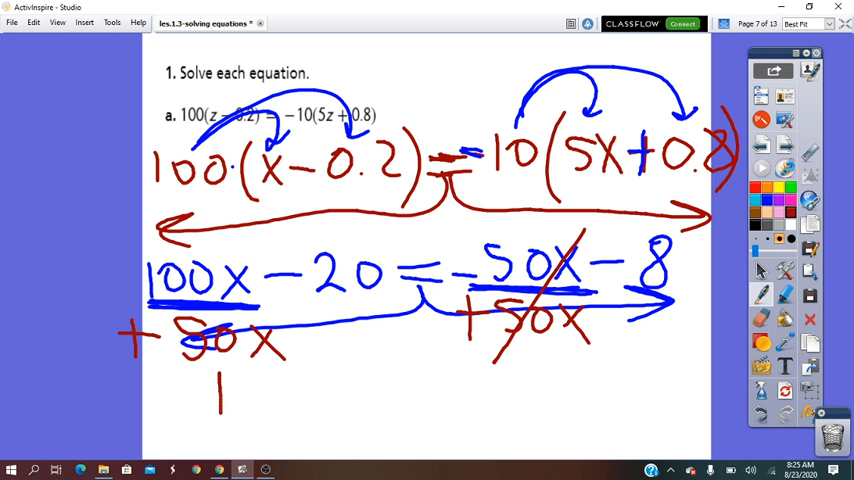 ActivInspire - Studio
File Edit View Insert Tools Help
CLASSFLOW Connect
Page 7 of 13
Best Fit
les.1.3-solving equations *
1. Solve each equation.
a. 100(z − 0.2) = −10(5z + 0.8)
100·(x − 0.2) = -10(5x + 0.8)
100x − 20 = -50x − 8
+50x +50x
1
8:25 AM
8/23/2020